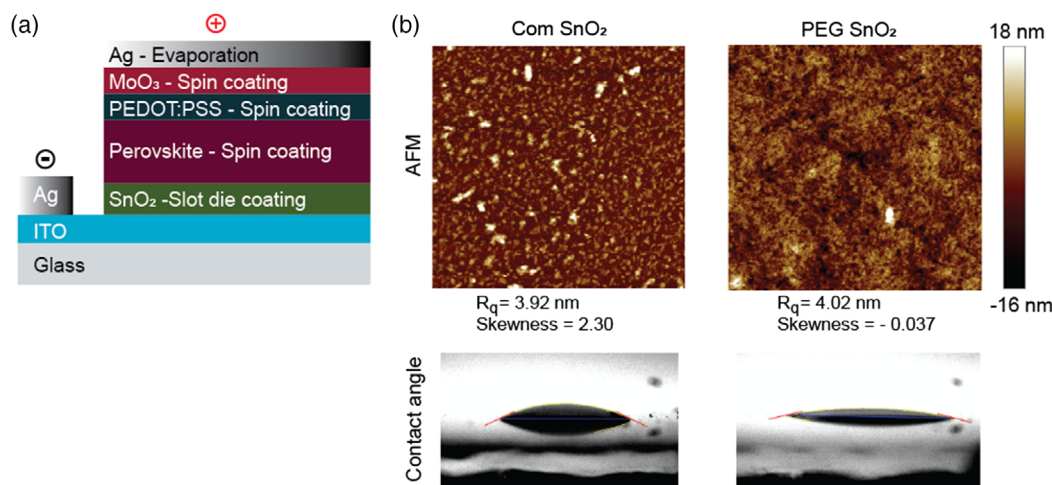 (a)
⊕
Ag - Evaporation
MoO₃ - Spin coating
PEDOT:PSS - Spin coating
Perovskite - Spin coating
⊖
Ag
SnO₂ -Slot die coating
ITO
Glass
(b)
Com SnO₂
PEG SnO₂
18 nm
AFM
-16 nm
Rq= 3.92 nm
Skewness = 2.30
Rq= 4.02 nm
Skewness = - 0.037
Contact angle